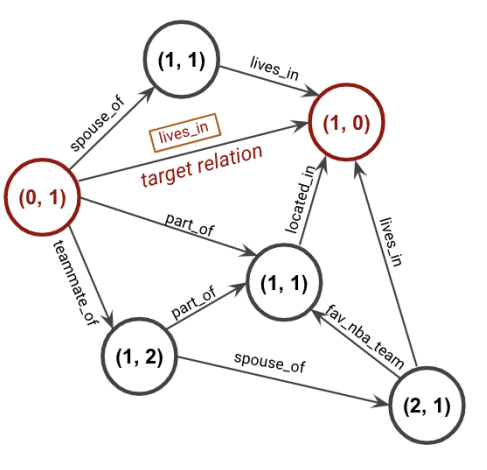 (1, 1)
lives_in
spouse_of
lives_in
(1, 0)
target relation
(0, 1)
part_of
located_in
teammate_of
lives_in
(1, 1)
part_of
fav_nba_team
(1, 2)
spouse_of
(2, 1)